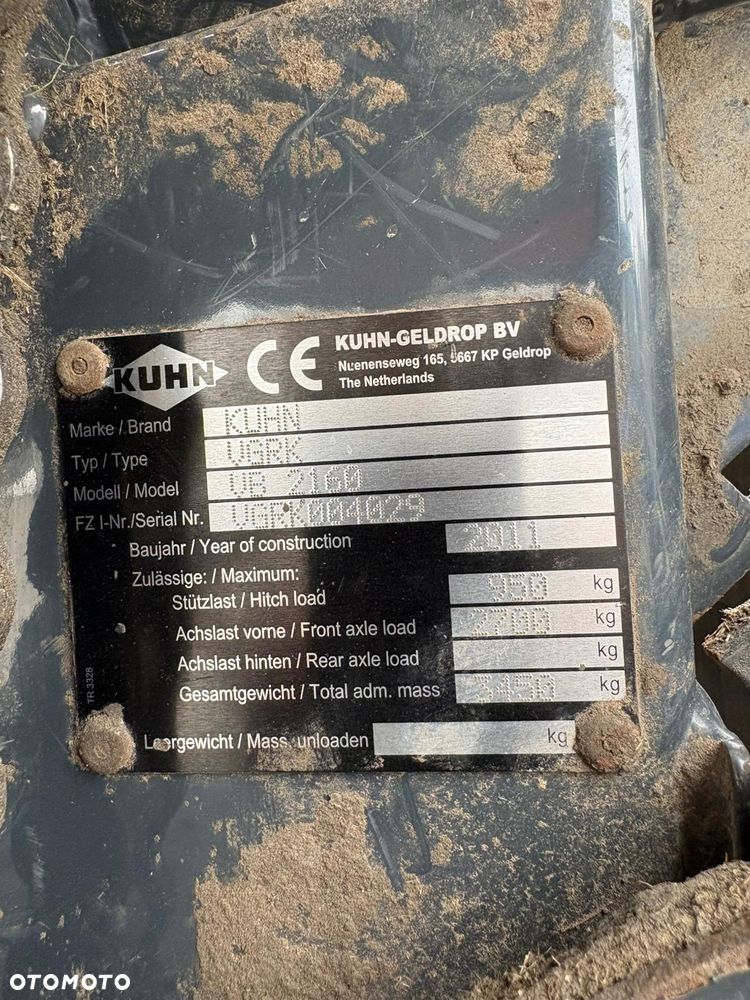 KUHN
CE
KUHN-GELDROP BV
Nuenenseweg 165, 5667 KP Geldrop
The Netherlands
Marke / Brand KUHN
Typ / Type VGRK
Modell / Model VB 2160
FZ I-Nr./Serial Nr. VGRK004029
Baujahr / Year of construction 2011
Zulässige: / Maximum:
Stützlast / Hitch load 950 kg
Achslast vorne / Front axle load 2700 kg
Achslast hinten / Rear axle load kg
Gesamtgewicht / Total adm. mass 3450 kg
Leergewicht / Mass. unloaden kg
TR 3328
OTOMOTO